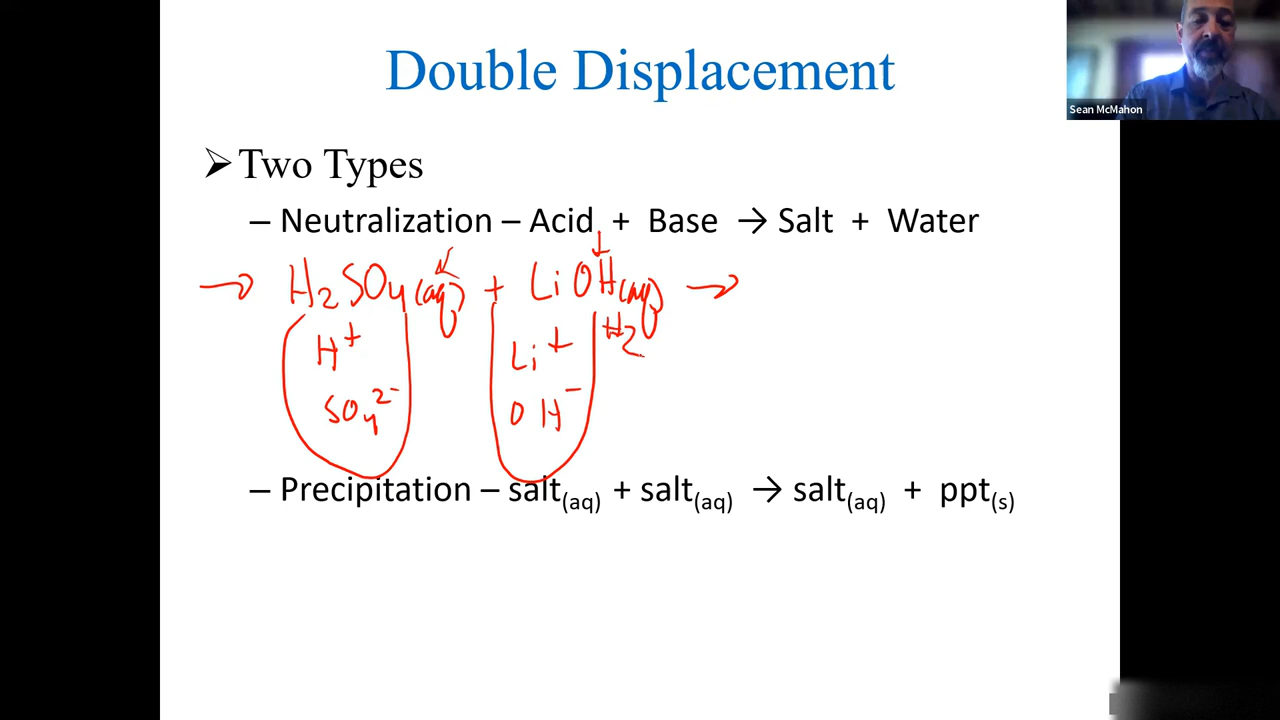 Double Displacement
Sean McMahon
➢ Two Types
– Neutralization – Acid + Base → Salt + Water
→ H₂SO₄(aq) + LiOH(aq) →
H⁺ Li⁺ H₂
SO₄²⁻ OH⁻
– Precipitation – salt(aq) + salt(aq) → salt(aq) + ppt(s)